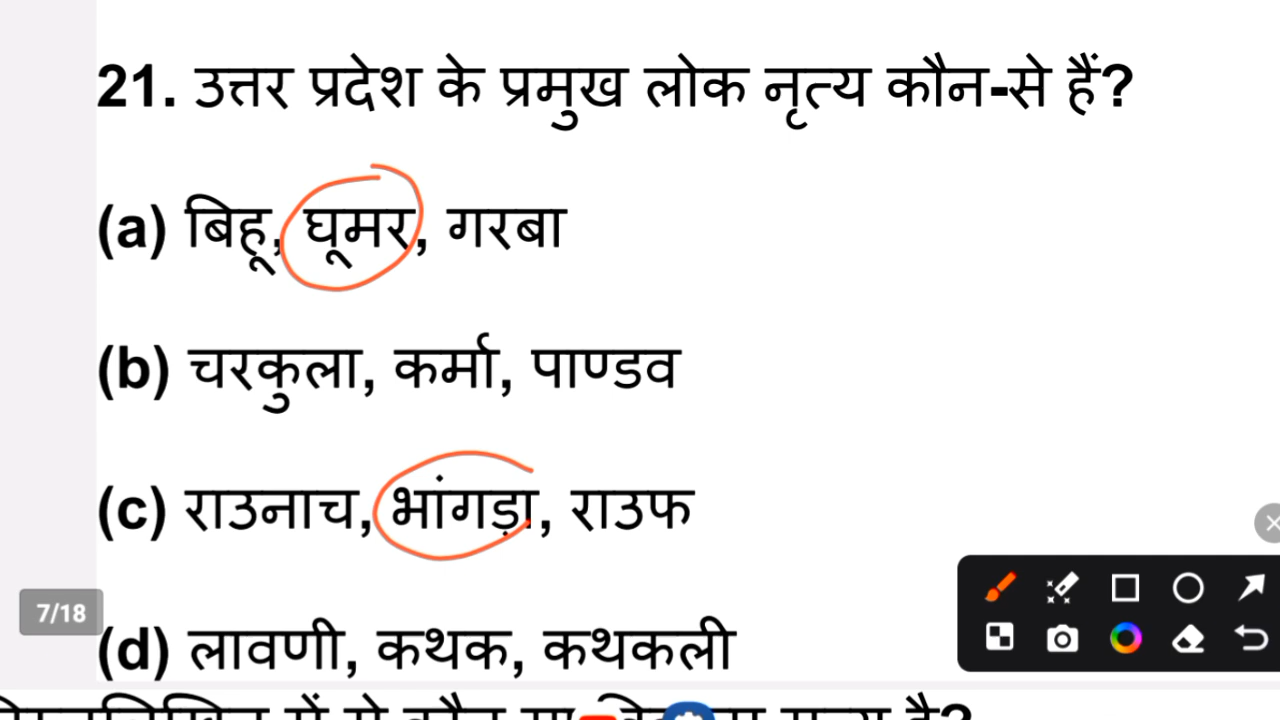 21. उत्तर प्रदेश के प्रमुख लोक नृत्य कौन-से हैं?
(a) बिहू, घूमर, गरबा
(b) चरकुला, कर्मा, पाण्डव
(c) राउनाच, भांगड़ा, राउफ
7/18
(d) लावणी, कथक, कथकली
में से कौन
है?